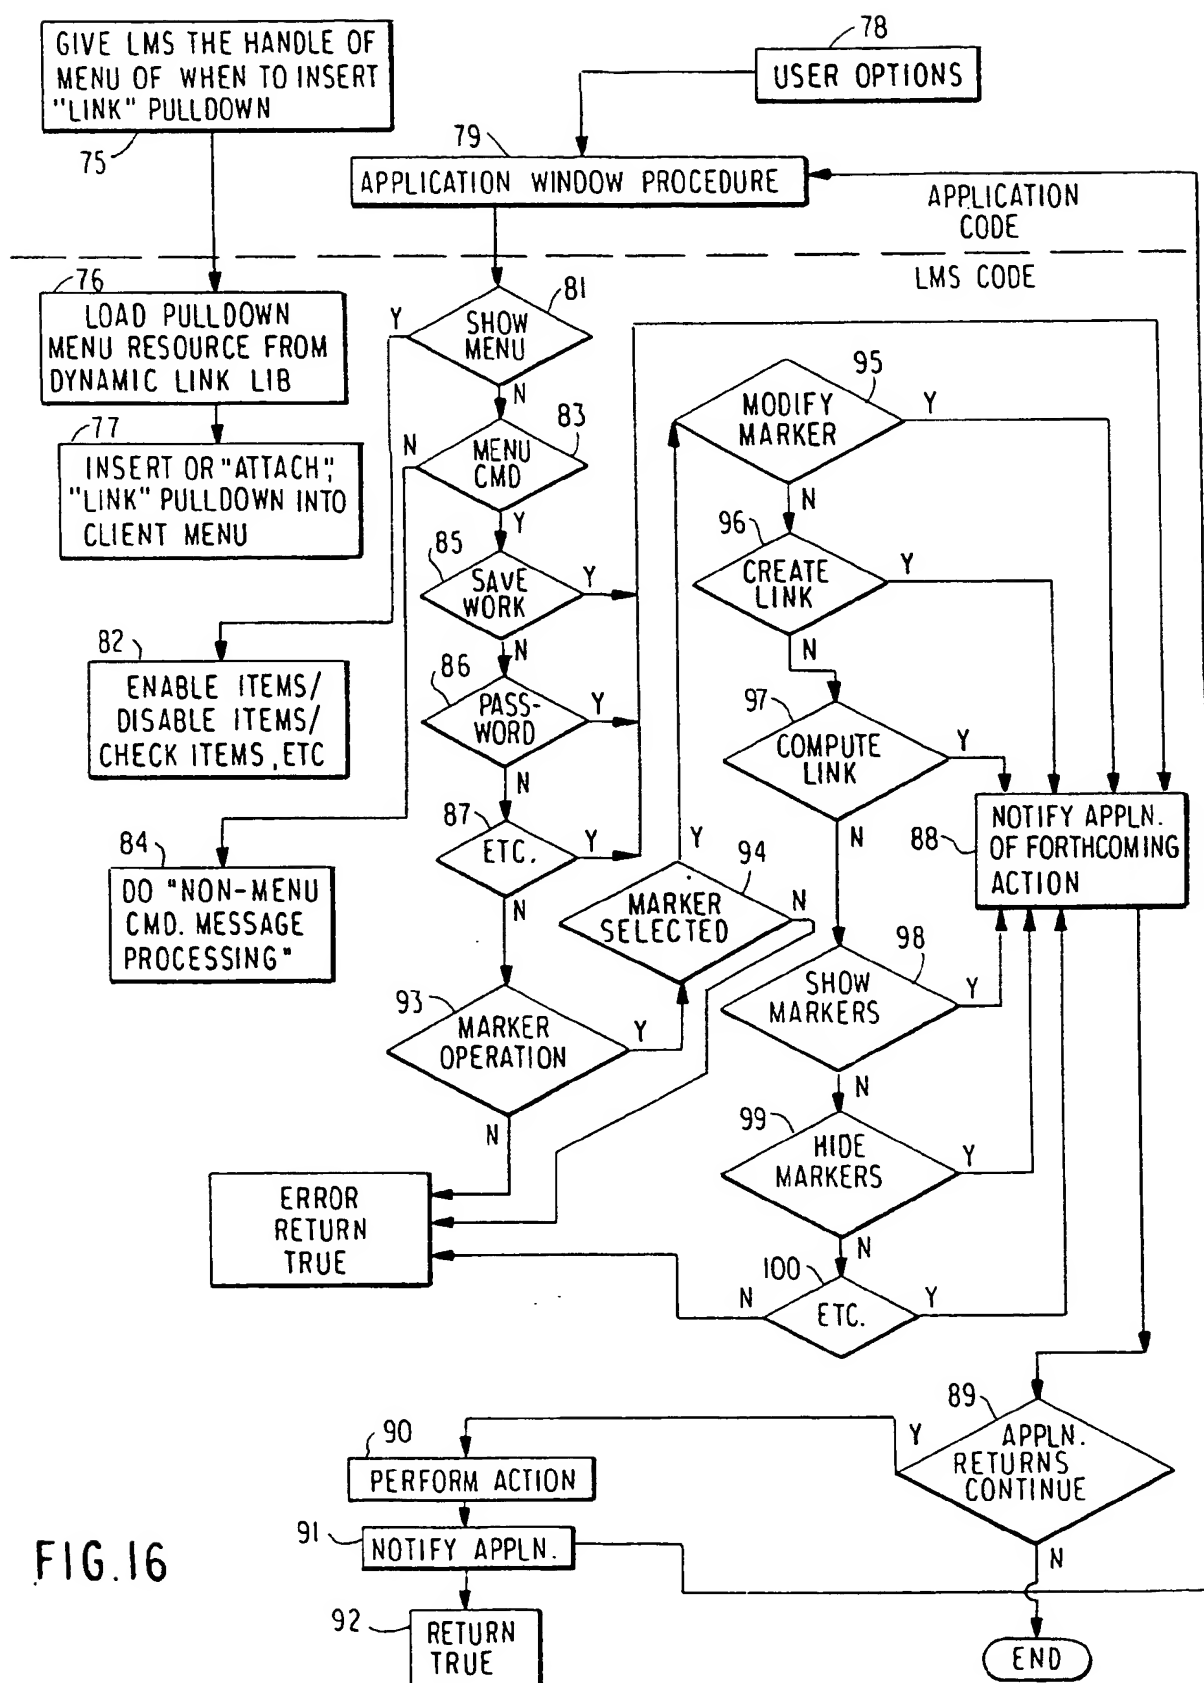 GIVE LMS THE HANDLE OF
MENU OF WHEN TO INSERT
"LINK" PULLDOWN
75
78
USER OPTIONS
79
APPLICATION WINDOW PROCEDURE
APPLICATION
CODE
LMS CODE
76
LOAD PULLDOWN
MENU RESOURCE FROM
DYNAMIC LINK LIB
77
INSERT OR "ATTACH",
"LINK" PULLDOWN INTO
CLIENT MENU
81
Y
SHOW
MENU
N
83
N
MENU
CMD
Y
85
SAVE
WORK
Y
N
86
PASS-
WORD
Y
N
87
ETC.
Y
N
82
ENABLE ITEMS/
DISABLE ITEMS/
CHECK ITEMS, ETC
84
DO "NON-MENU
CMD. MESSAGE
PROCESSING"
93
MARKER
OPERATION
Y
N
94
Y
MARKER
SELECTED
N
95
MODIFY
MARKER
Y
N
96
CREATE
LINK
Y
N
97
COMPUTE
LINK
Y
N
88
NOTIFY APPLN.
OF FORTHCOMING
ACTION
98
SHOW
MARKERS
Y
N
99
HIDE
MARKERS
Y
N
100
N
ETC.
Y
ERROR
RETURN
TRUE
89
Y
APPLN.
RETURNS
CONTINUE
N
90
PERFORM ACTION
91
NOTIFY APPLN.
92
RETURN
TRUE
END
FIG.16